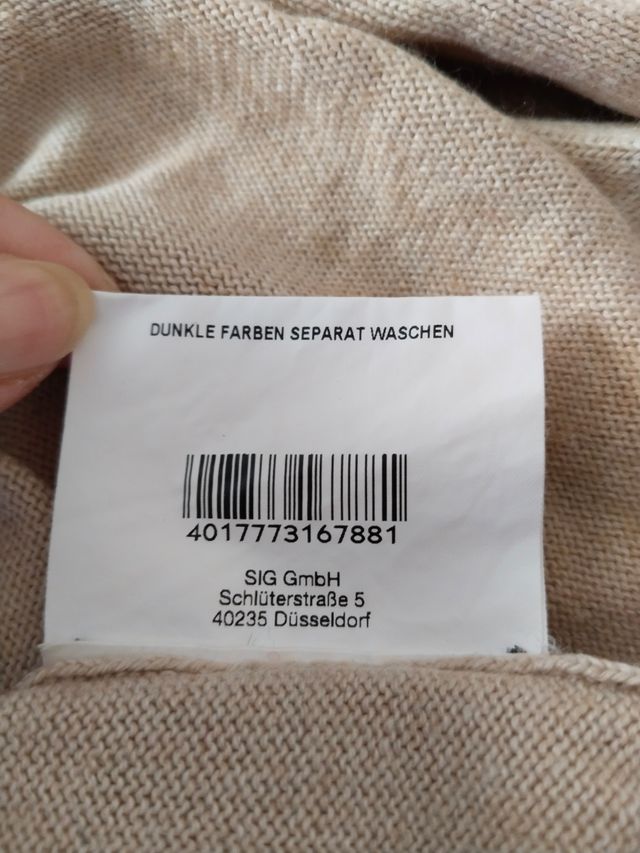 DUNKLE FARBEN SEPARAT WASCHEN
4017773167881
SIG GmbH
Schlüterstraße 5
40235 Düsseldorf